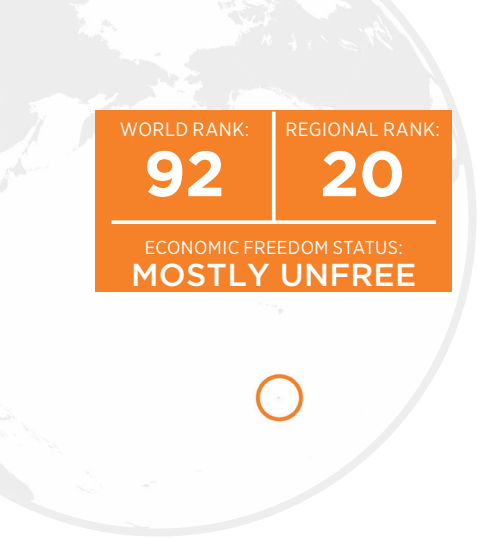 WORLD RANK:
92
REGIONAL RANK:
20
ECONOMIC FREEDOM STATUS:
MOSTLY UNFREE